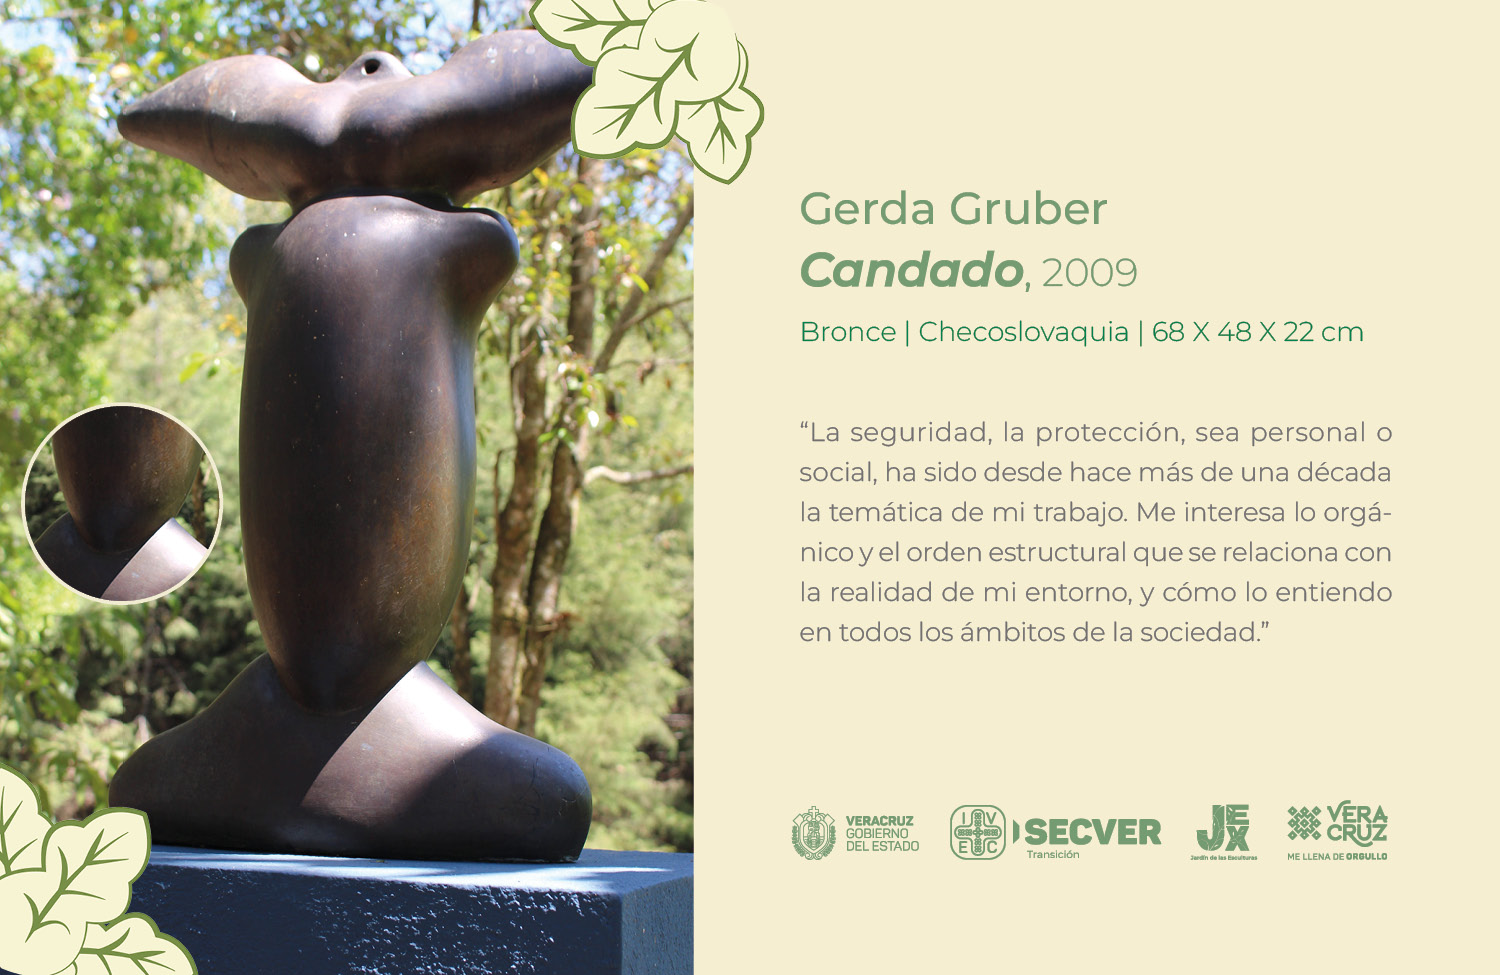 Gerda Gruber
Candado, 2009
Bronce | Checoslovaquia | 68 X 48 X 22 cm
“La seguridad, la protección, sea personal o
social, ha sido desde hace más de una década
la temática de mi trabajo. Me interesa lo orgá-
nico y el orden estructural que se relaciona con
la realidad de mi entorno, y cómo lo entiendo
en todos los ámbitos de la sociedad.”
VERACRUZ
GOBIERNO
DEL ESTADO
IVEC
SECVER
Transición
JEX
Jardín de las Esculturas
VERA
CRUZ
ME LLENA DE ORGULLO